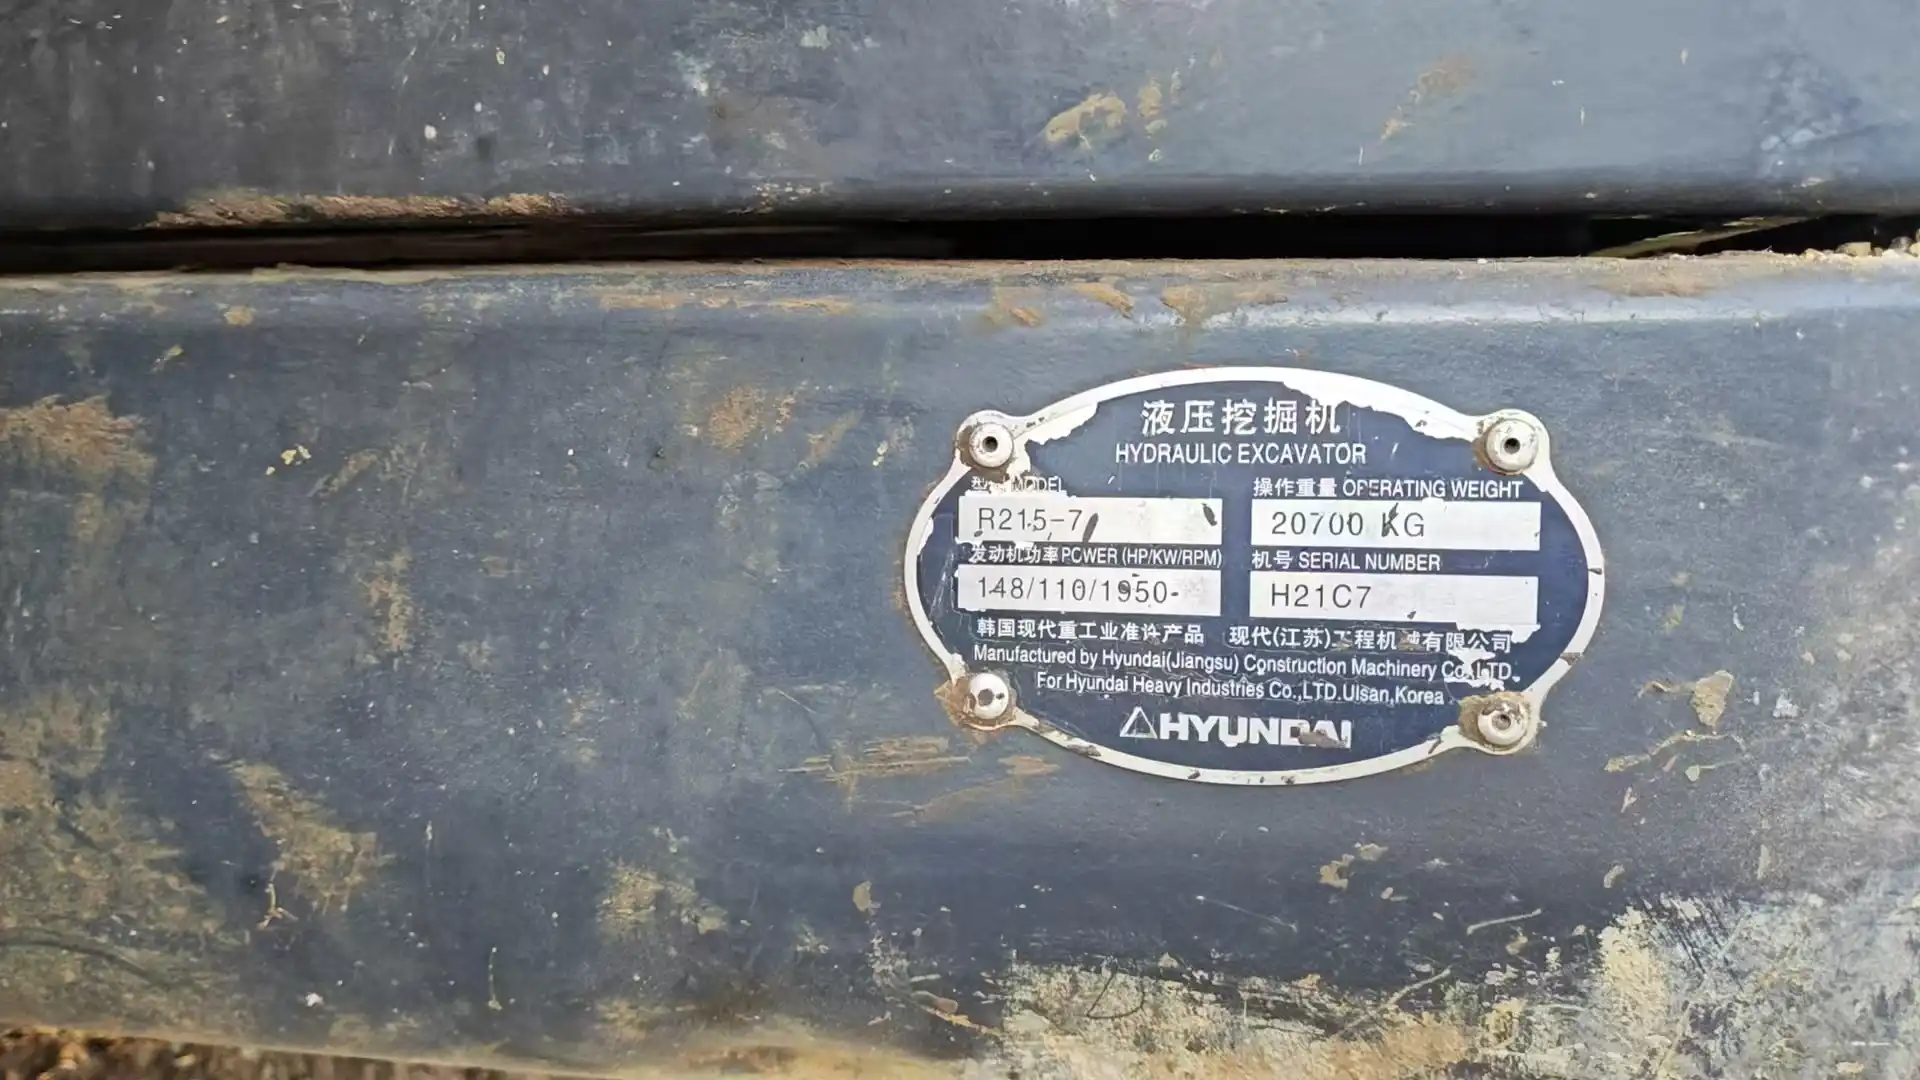 液压挖掘机
HYDRAULIC EXCAVATOR
型 MODEL
R215-7
操作重量 OPERATING WEIGHT
20700 KG
发动机功率 POWER (HP/KW/RPM)
148/110/1950
机号 SERIAL NUMBER
H21C7
韩国现代重工业准许产品 现代(江苏)工程机械有限公司
Manufactured by Hyundai(Jiangsu) Construction Machinery Co.,LTD.
For Hyundai Heavy Industries Co.,LTD.Ulsan,Korea
HYUNDAI